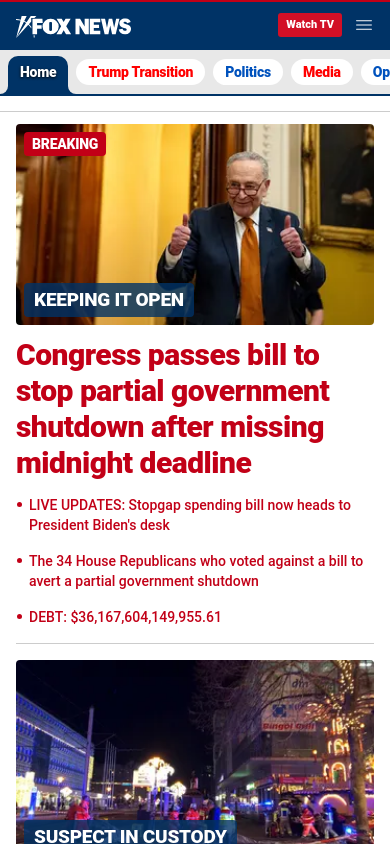 FOX NEWS
Watch TV
Home
Trump Transition
Politics
Media
Op
BREAKING
KEEPING IT OPEN
Congress passes bill to
stop partial government
shutdown after missing
midnight deadline
• LIVE UPDATES: Stopgap spending bill now heads to
President Biden's desk
• The 34 House Republicans who voted against a bill to
avert a partial government shutdown
• DEBT: $36,167,604,149,955.61
dm
SUSPECT IN CUSTODY